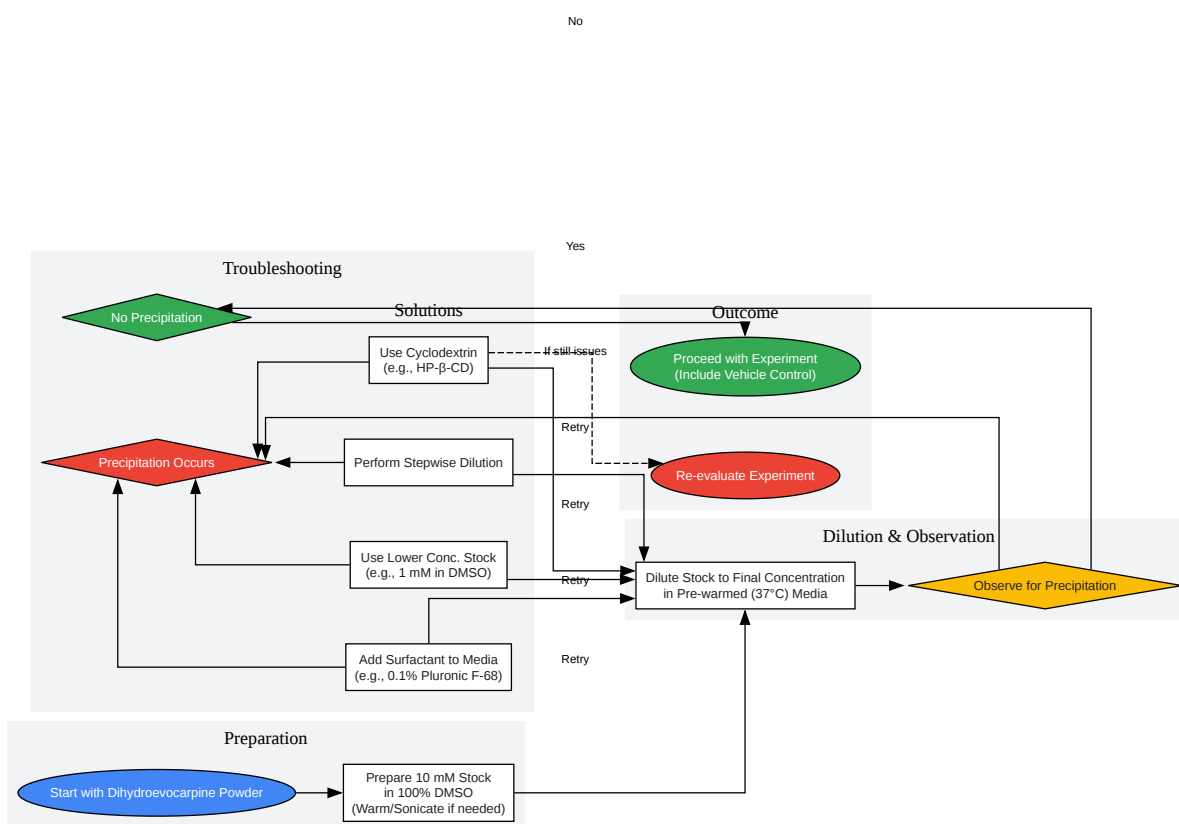 No
Yes
Troubleshooting
No Precipitation
Solutions
Outcome
Use Cyclodextrin
(e.g., HP-β-CD)
If still issues
Proceed with Experiment
(Include Vehicle Control)
Retry
Precipitation Occurs
Perform Stepwise Dilution
Re-evaluate Experiment
Retry
Dilution & Observation
Use Lower Conc. Stock
(e.g., 1 mM in DMSO)
Retry
Dilute Stock to Final Concentration
in Pre-warmed (37°C) Media
Observe for Precipitation
Add Surfactant to Media
(e.g., 0.1% Pluronic F-68)
Retry
Preparation
Start with Dihydroevocarpine Powder
Prepare 10 mM Stock
in 100% DMSO
(Warm/Sonicate if needed)